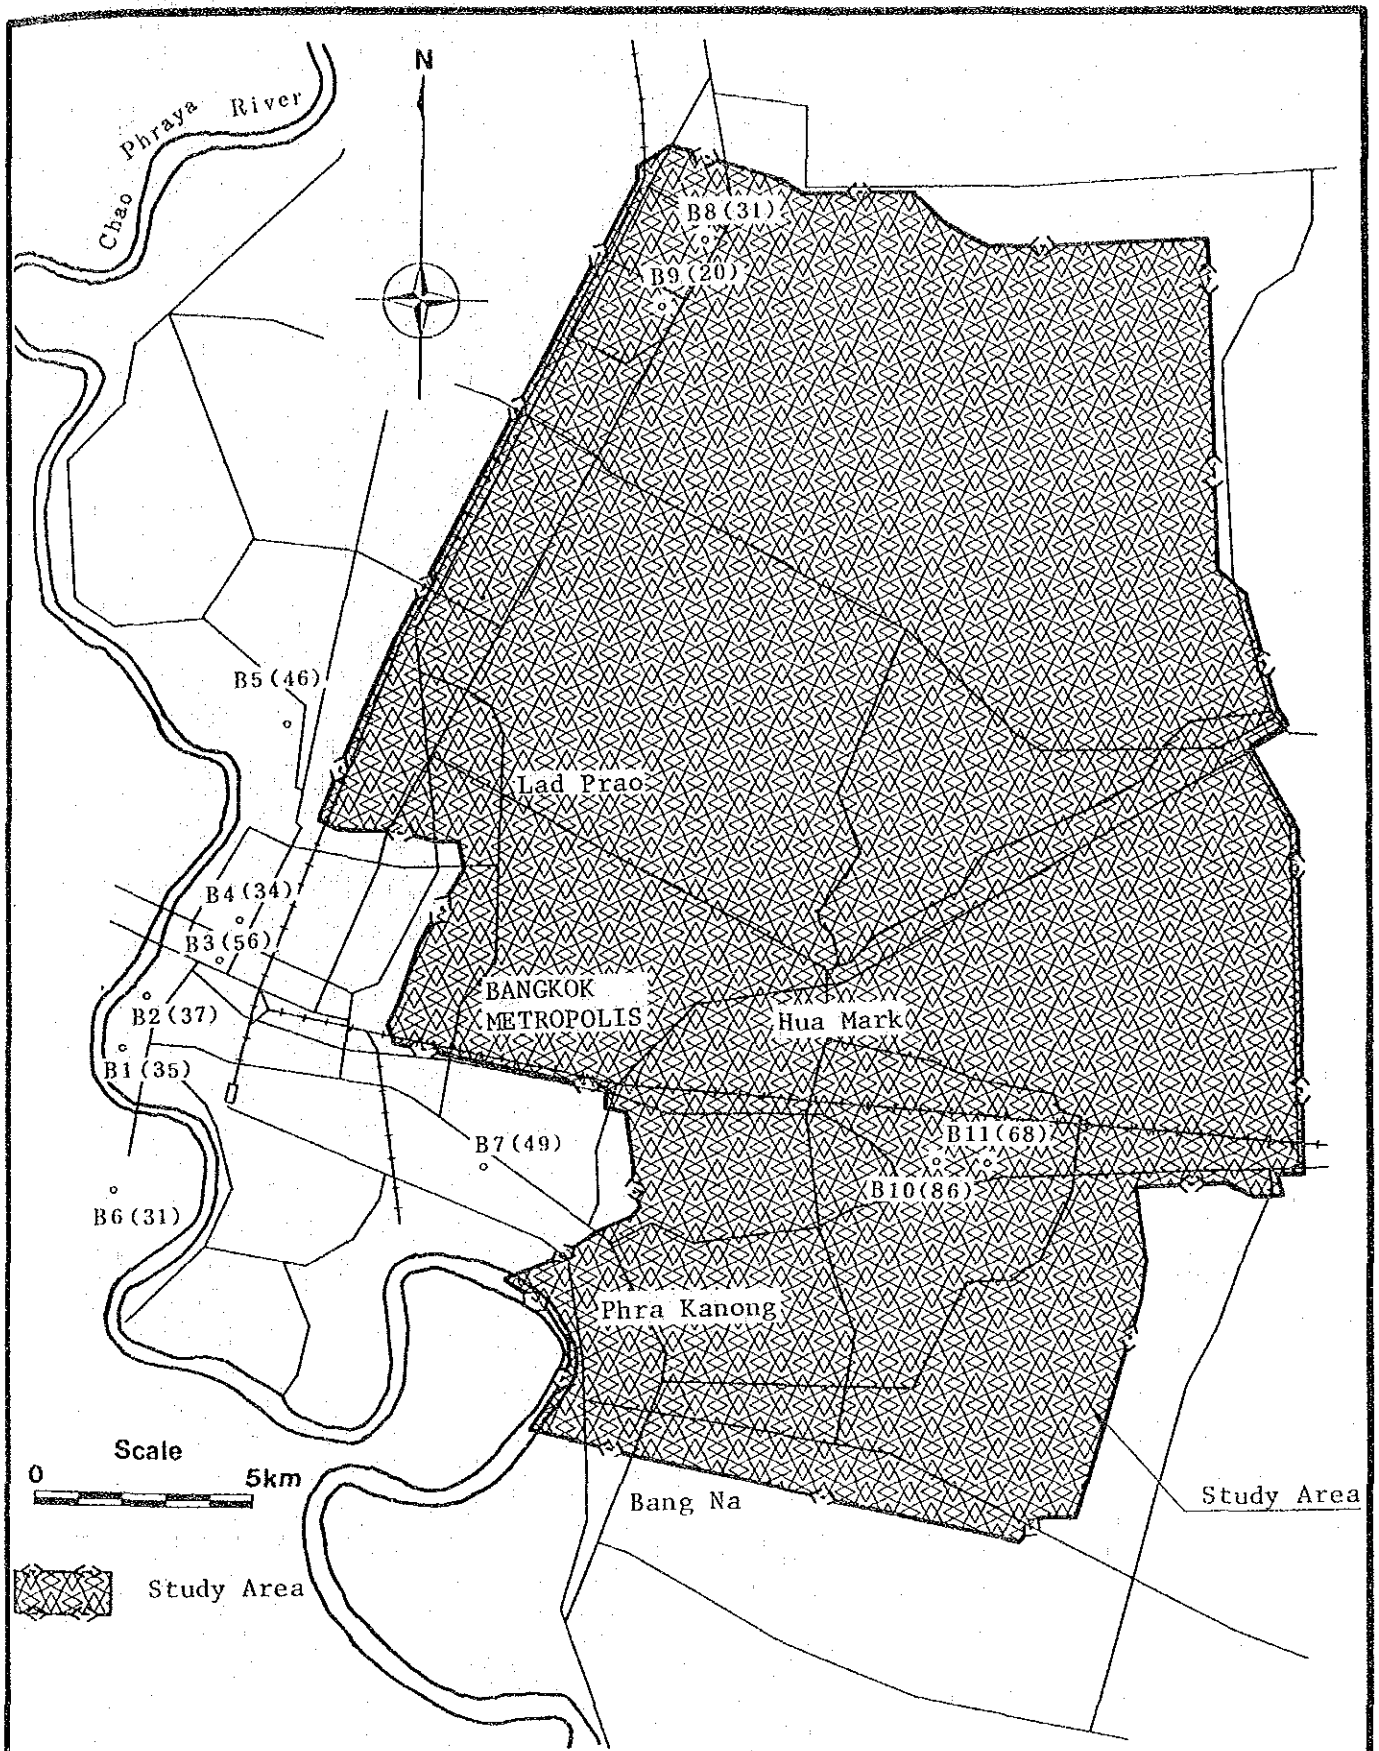 N
Chao Phraya River
B8(31)
B9(20)
B5(46)
Lad Prao
B4(34)
B3(56)
BANGKOK
METROPOLIS
B2(37)
Hua Mark
B1(35)
B7(49)
B11(68)
B10(86)
B6(31)
Phra Kanong
Scale
0 5km
Bang Na
Study Area
Study Area